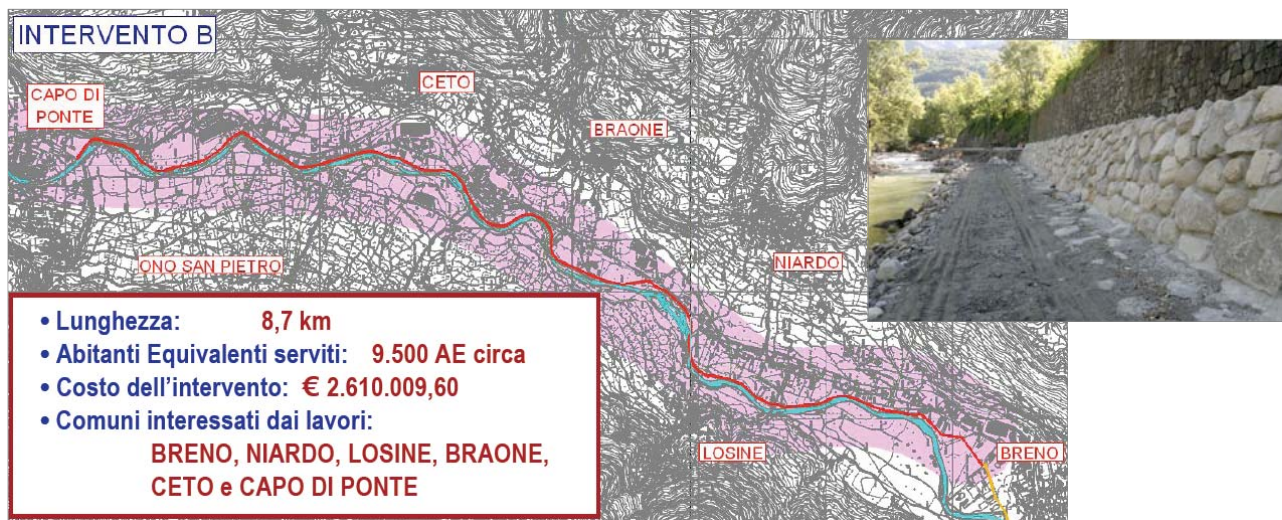 INTERVENTO B
CAPO DI
PONTE
CETO
BRAONE
ONO SAN PIETRO
NIARDO
LOSINE
BRENO
• Lunghezza: 8,7 km
• Abitanti Equivalenti serviti: 9.500 AE circa
• Costo dell'intervento: € 2.610.009,60
• Comuni interessati dai lavori:
BRENO, NIARDO, LOSINE, BRAONE,
CETO e CAPO DI PONTE